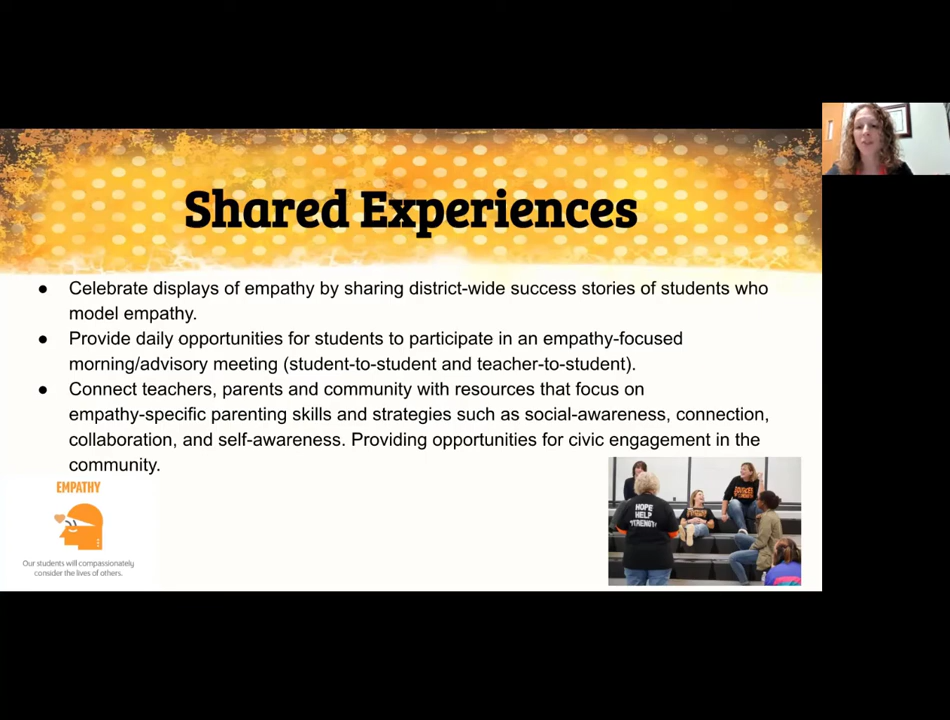 Shared Experiences
● Celebrate displays of empathy by sharing district-wide success stories of students who
model empathy.
● Provide daily opportunities for students to participate in an empathy-focused
morning/advisory meeting (student-to-student and teacher-to-student).
● Connect teachers, parents and community with resources that focus on
empathy-specific parenting skills and strategies such as social-awareness, connection,
collaboration, and self-awareness. Providing opportunities for civic engagement in the
community.
EMPATHY
Our students will compassionately
consider the lives of others.
HOPE
HELP
STRENGTH